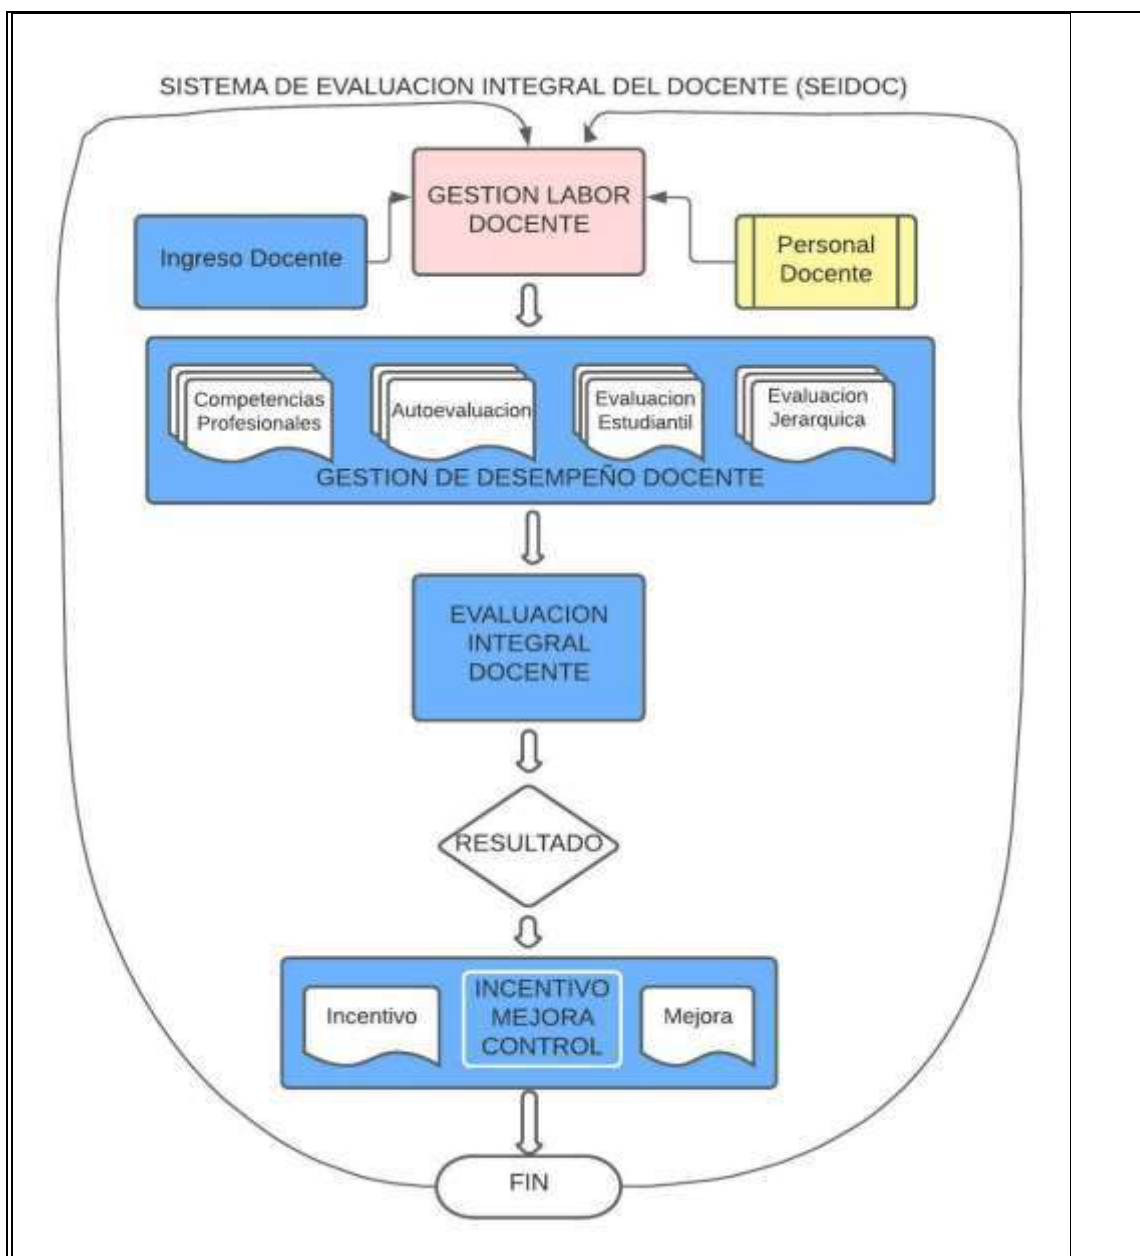 SISTEMA DE EVALUACION INTEGRAL DEL DOCENTE (SEIDOC)
GESTION LABOR
DOCENTE
Ingreso Docente
Personal
Docente
Competencias
Profesionales
Autoevaluacion
Evaluacion
Estudiantil
Evaluacion
Jerarquica
GESTION DE DESEMPEÑO DOCENTE
EVALUACION
INTEGRAL
DOCENTE
RESULTADO
Incentivo
INCENTIVO
MEJORA
CONTROL
Mejora
FIN